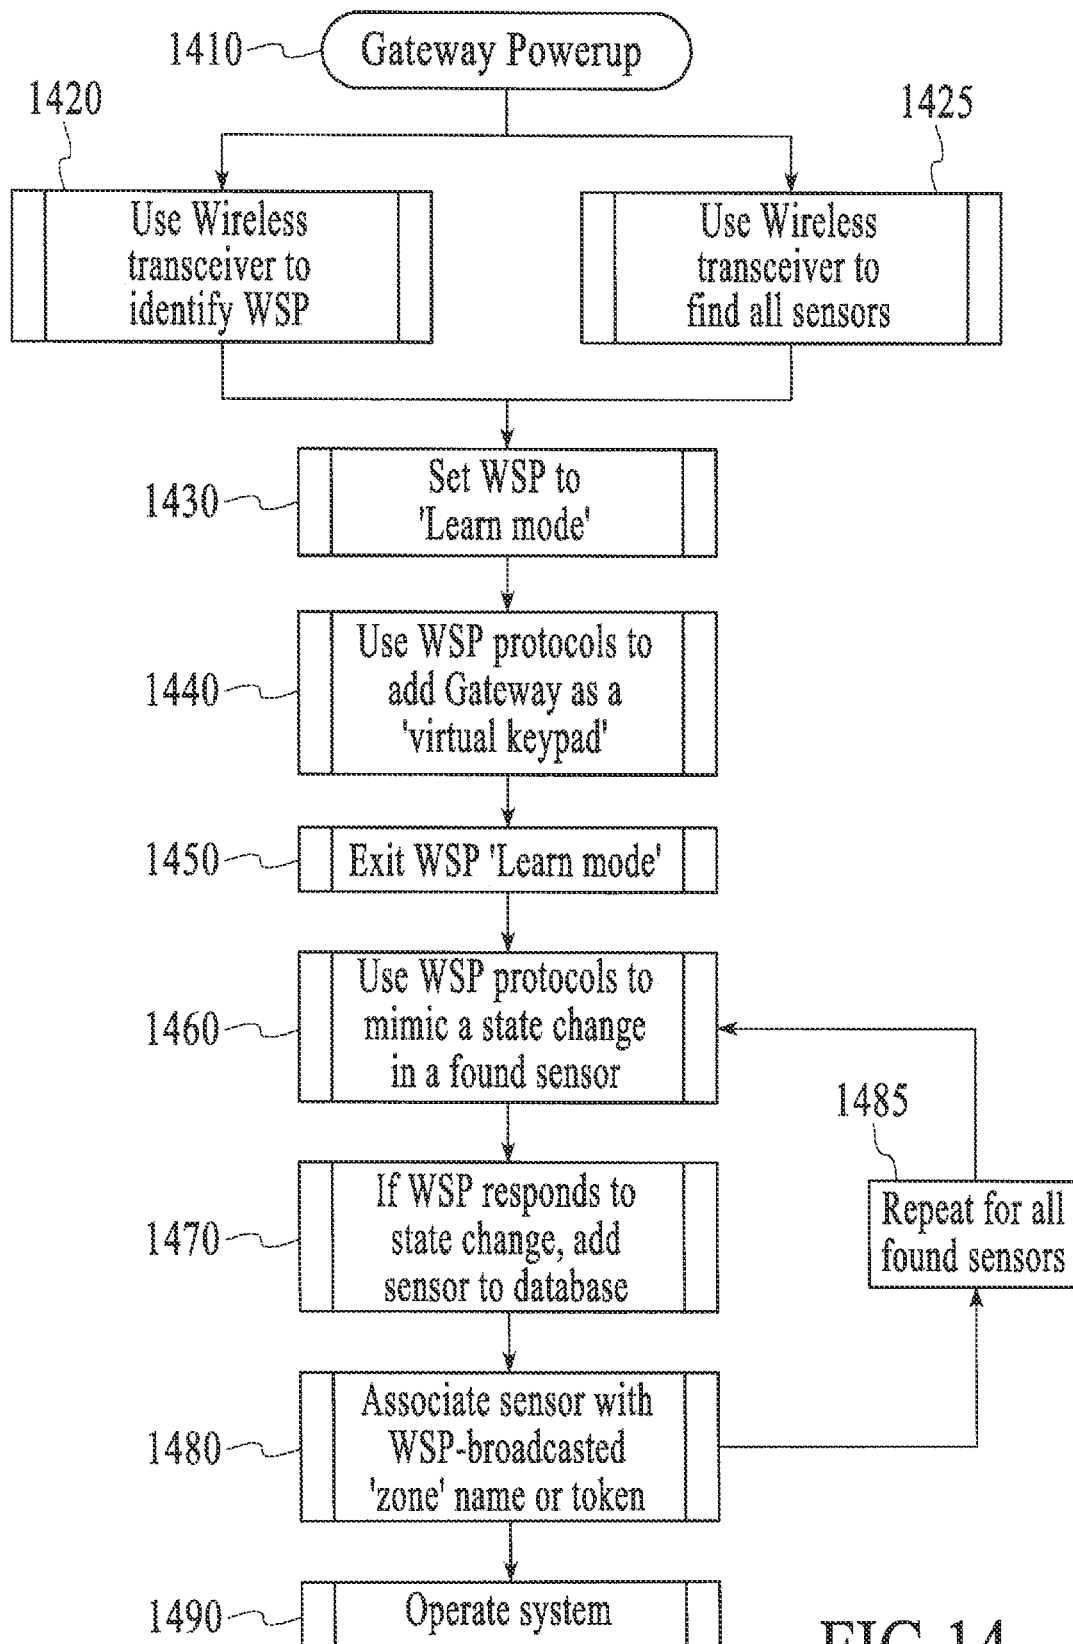 1410
Gateway Powerup
1420
1425
Use Wireless
transceiver to
identify WSP
Use Wireless
transceiver to
find all sensors
1430
Set WSP to
'Learn mode'
1440
Use WSP protocols to
add Gateway as a
'virtual keypad'
1450
Exit WSP 'Learn mode'
1460
Use WSP protocols to
mimic a state change
in a found sensor
1485
Repeat for all
found sensors
1470
If WSP responds to
state change, add
sensor to database
1480
Associate sensor with
WSP-broadcasted
'zone' name or token
1490
Operate system
FIG.14